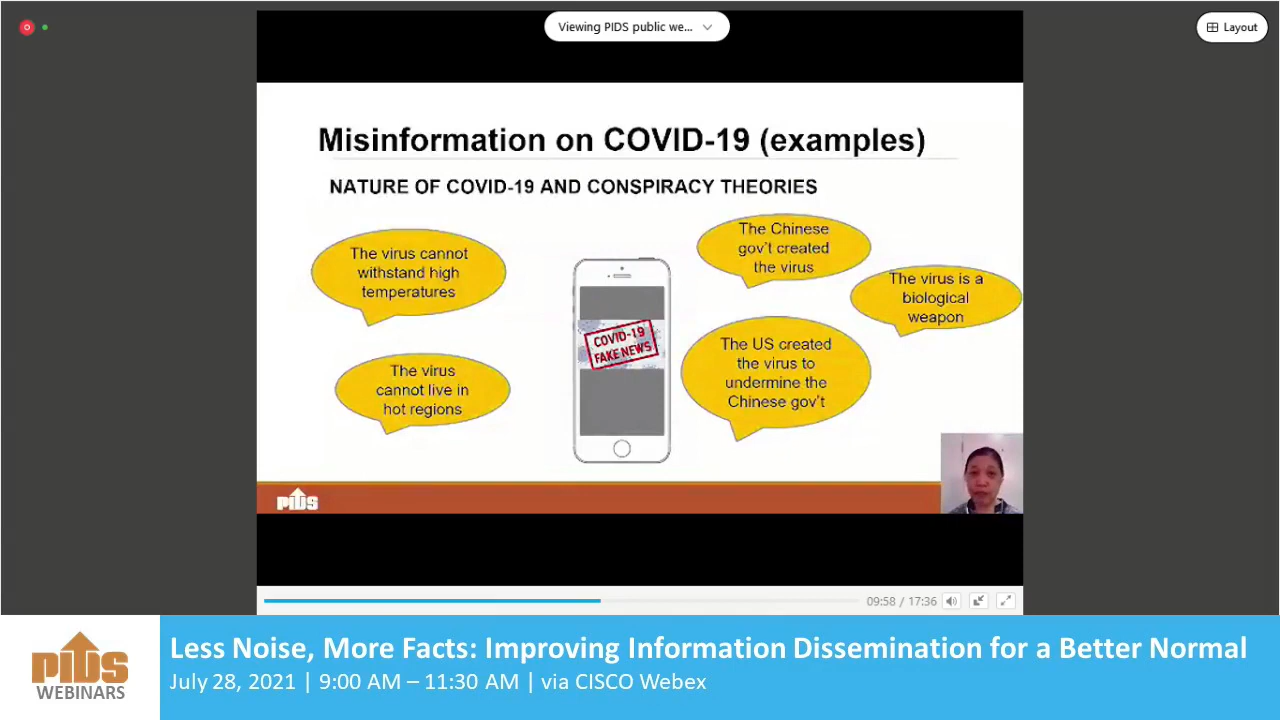 Viewing PIDS public we...
Layout
Misinformation on COVID-19 (examples)
NATURE OF COVID-19 AND CONSPIRACY THEORIES
The virus cannot
withstand high
temperatures
The virus
cannot live in
hot regions
COVID-19
FAKE NEWS
The Chinese
gov't created
the virus
The virus is a
biological
weapon
The US created
the virus to
undermine the
Chinese gov't
PIDS
09:58 / 17:36
PIDS
WEBINARS
Less Noise, More Facts: Improving Information Dissemination for a Better Normal
July 28, 2021 | 9:00 AM – 11:30 AM | via CISCO Webex